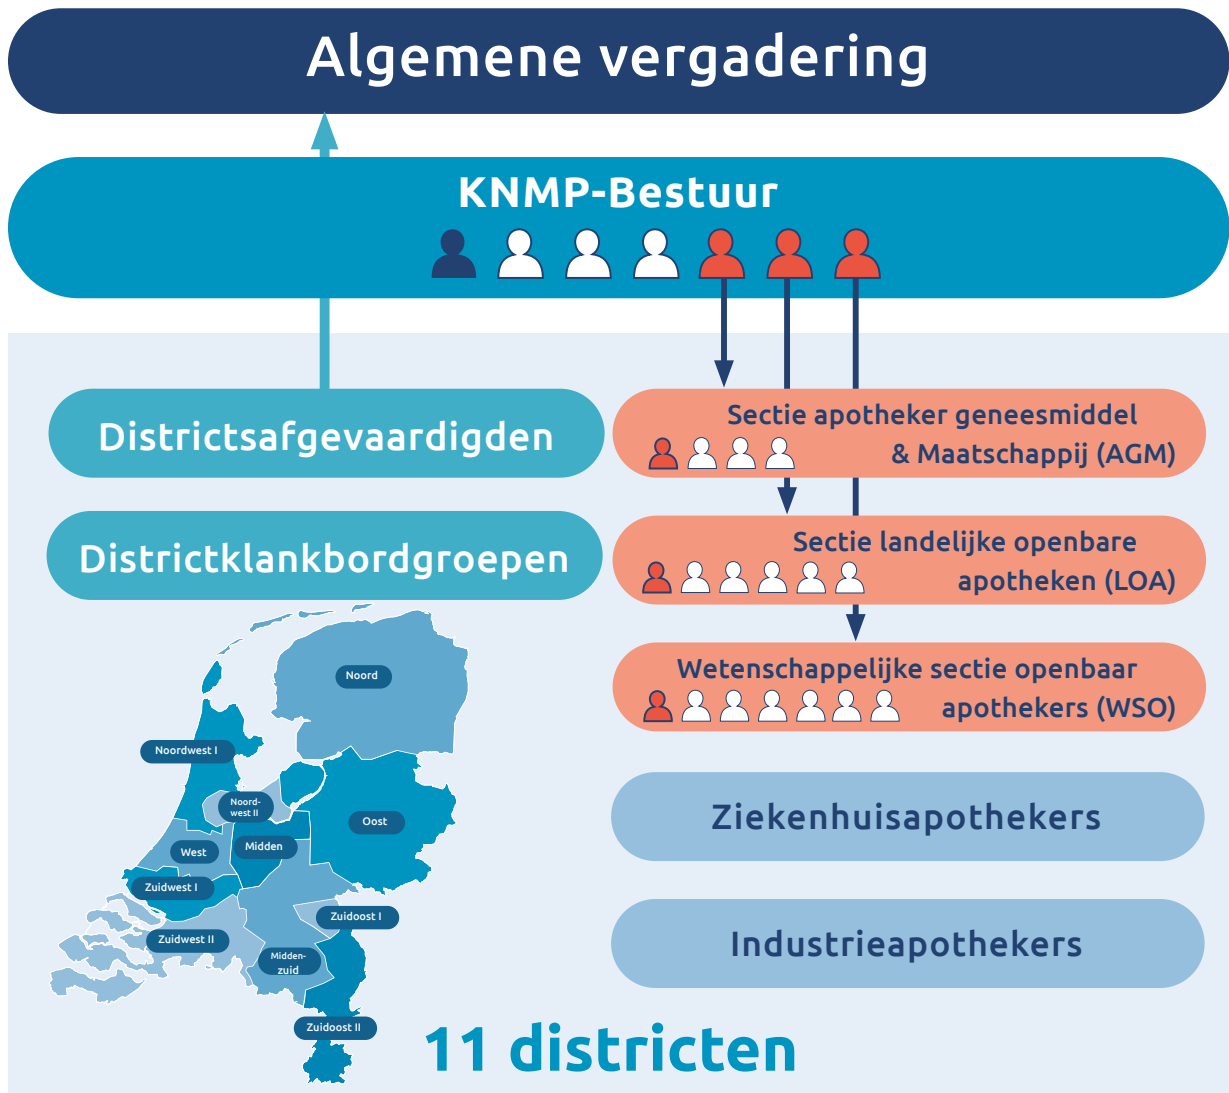 Algemene vergadering
KNMP-Bestuur
Districtsafgevaardigden
Districtklankbordgroepen
Sectie apotheker geneesmiddel
& Maatschappij (AGM)
Sectie landelijke openbare
apotheken (LOA)
Wetenschappelijke sectie openbaar
apothekers (WSO)
Ziekenhuisapothekers
Industrieapothekers
Noord
Noordwest I
Noord-
west II
Oost
West
Midden
Zuidwest I
Zuidoost I
Zuidwest II
Midden-
zuid
Zuidoost II
11 districten